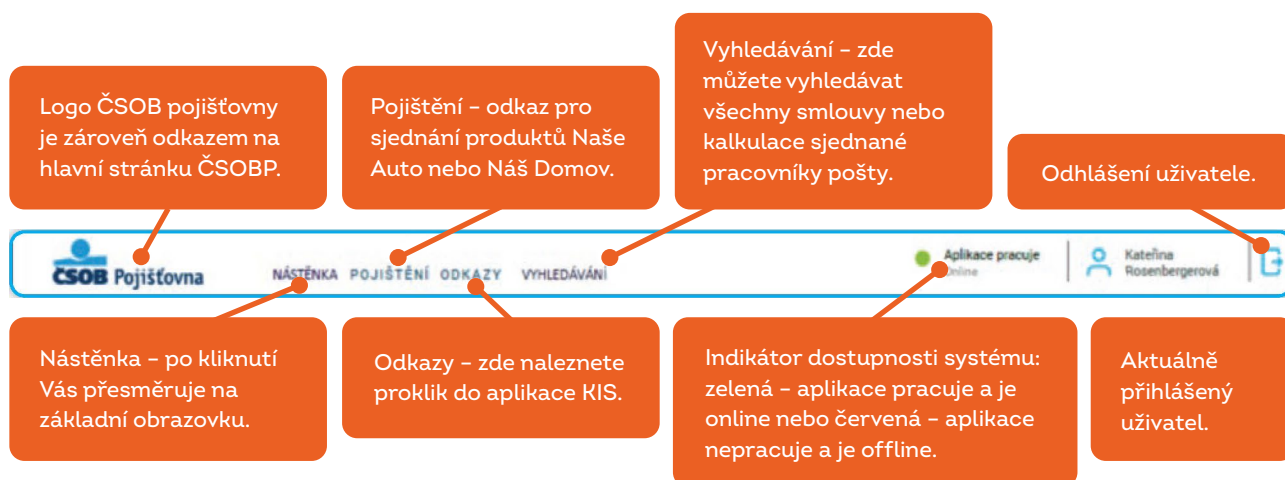 Logo ČSOB pojišťovny
je zároveň odkazem na
hlavní stránku ČSOBP.
Pojištění – odkaz pro
sjednání produktů Naše
Auto nebo Náš Domov.
Vyhledávání – zde
můžete vyhledávat
všechny smlouvy nebo
kalkulace sjednané
pracovníky pošty.
Odhlášení uživatele.
ČSOB Pojišťovna
NÁSTĚNKA POJIŠTĚNÍ ODKAZY VYHLEDÁVÁNÍ
Aplikace pracuje
Online
Kateřina
Rosenbergerová
Nástěnka – po kliknutí
Vás přesměruje na
základní obrazovku.
Odkazy – zde naleznete
proklik do aplikace KIS.
Indikátor dostupnosti systému:
zelená – aplikace pracuje a je
online nebo červená – aplikace
nepracuje a je offline.
Aktuálně
přihlášený
uživatel.